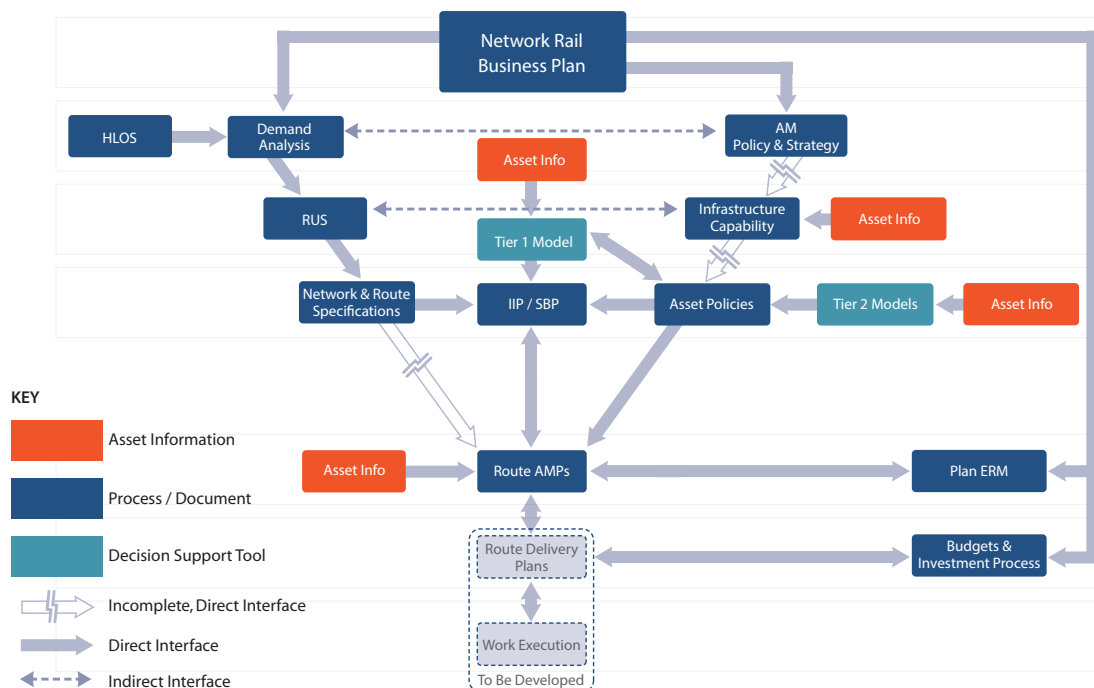 Network Rail
Business Plan
HLOS
Demand
Analysis
AM
Policy & Strategy
Asset Info
RUS
Infrastructure
Capability
Asset Info
Tier 1 Model
Network & Route
Specifications
IIP / SBP
Asset Policies
Tier 2 Models
Asset Info
KEY
Asset Information
Asset Info
Route AMPs
Plan ERM
Process / Document
Decision Support Tool
Route Delivery
Plans
Budgets &
Investment Process
Incomplete, Direct Interface
Direct Interface
Work Execution
Indirect Interface
To Be Developed